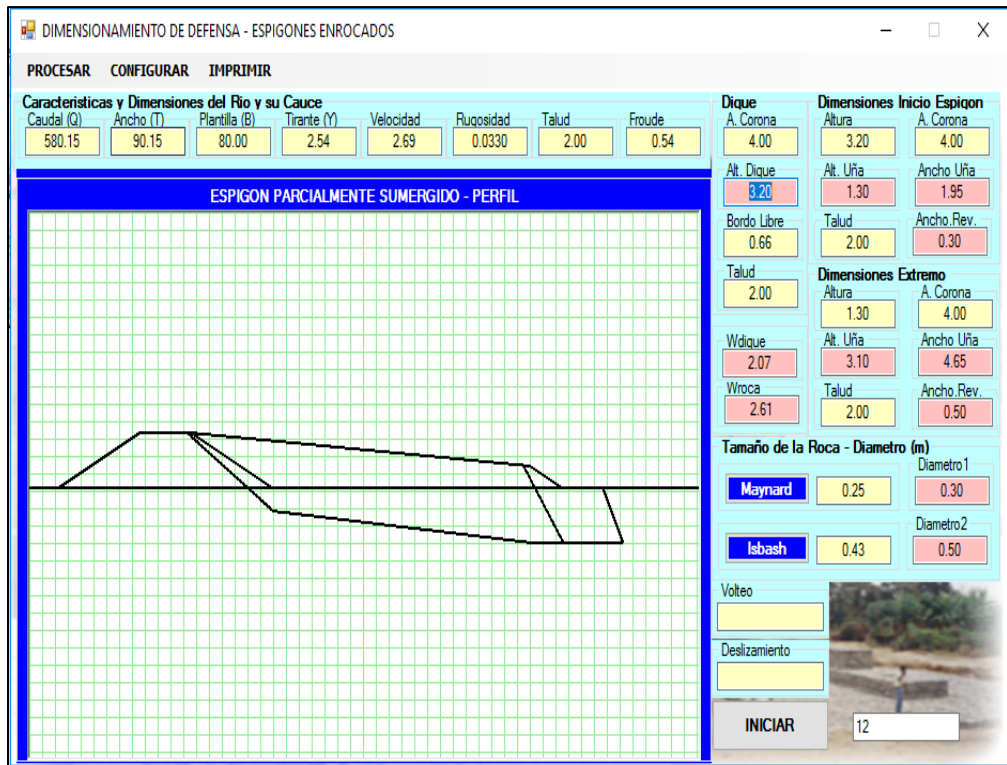 DIMENSIONAMIENTO DE DEFENSA - ESPIGONES ENROCADOS
PROCESAR CONFIGURAR IMPRIMIR
Caracteristicas y Dimensiones del Rio y su Cauce
Caudal (Q) Ancho (T) Plantilla (B) Tirante (Y) Velocidad Rugosidad Talud Froude
580.15 90.15 80.00 2.54 2.69 0.0330 2.00 0.54
ESPIGON PARCIALMENTE SUMERGIDO - PERFIL
Dique
A. Corona
4.00
Alt. Dique
3.20
Bordo Libre
0.66
Talud
2.00
Wdique
2.07
Wroca
2.61
Dimensiones Inicio Espigon
Altura A. Corona
3.20 4.00
Alt. Uña Ancho Uña
1.30 1.95
Talud Ancho.Rev.
2.00 0.30
Dimensiones Extremo
Altura A. Corona
1.30 4.00
Alt. Uña Ancho Uña
3.10 4.65
Talud Ancho.Rev.
2.00 0.50
Tamaño de la Roca - Diametro (m)
Diametro1
Maynard 0.25 0.30
Diametro2
Isbash 0.43 0.50
Volteo
Deslizamiento
INICIAR 12